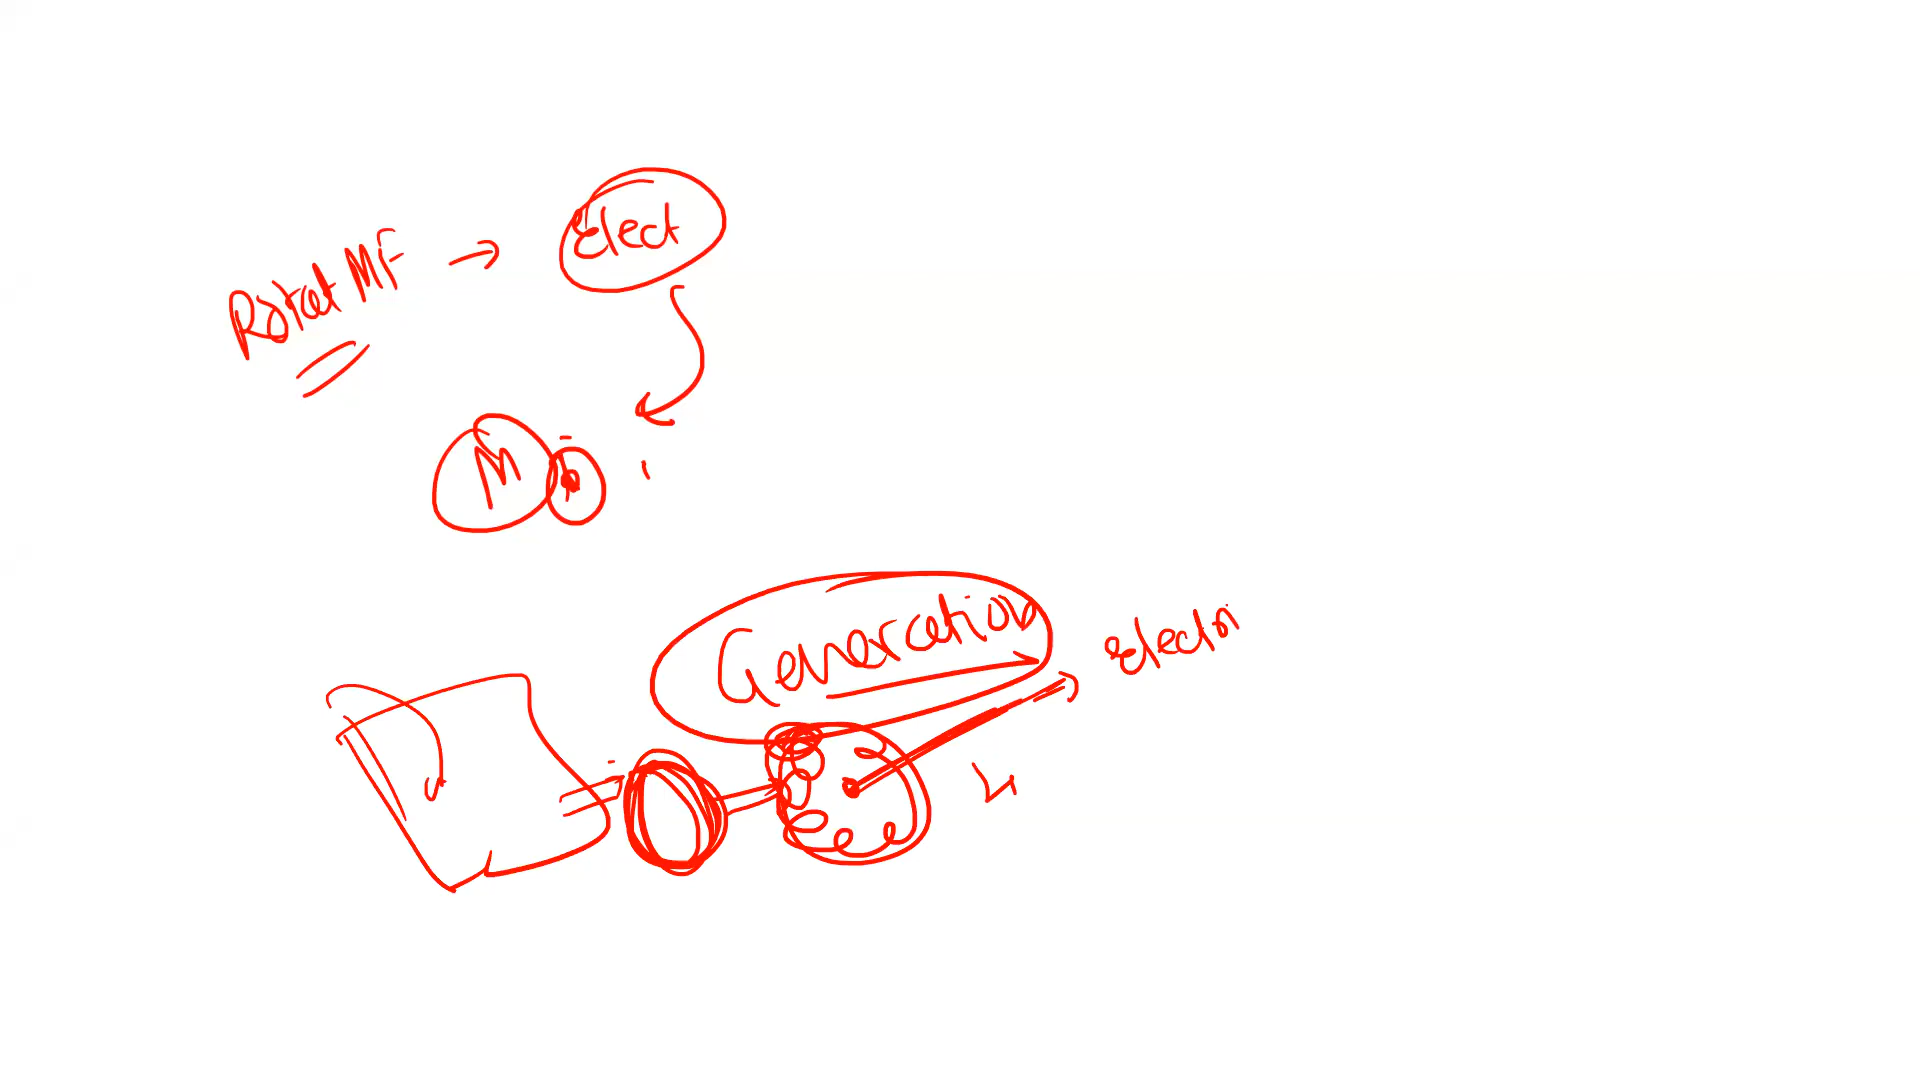 Rotat MF → Elect
M
Generation
Electri